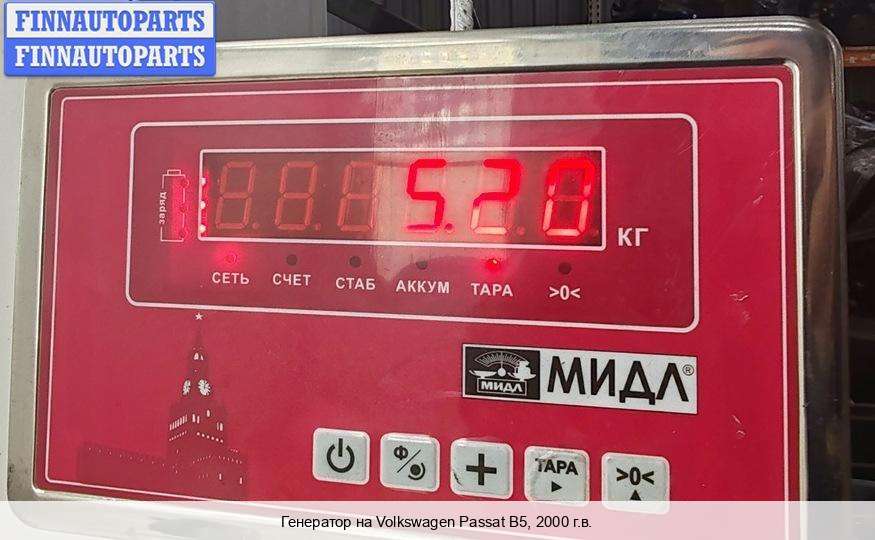 FINNAUTOPARTS
FINNAUTOPARTS
заряд
5.20
КГ
СЕТЬ СЧЕТ СТАБ АККУМ ТАРА >0<
МИДЛ МИДЛ®
Ф/ + ТАРА >0<
Генератор на Volkswagen Passat B5, 2000 г.в.